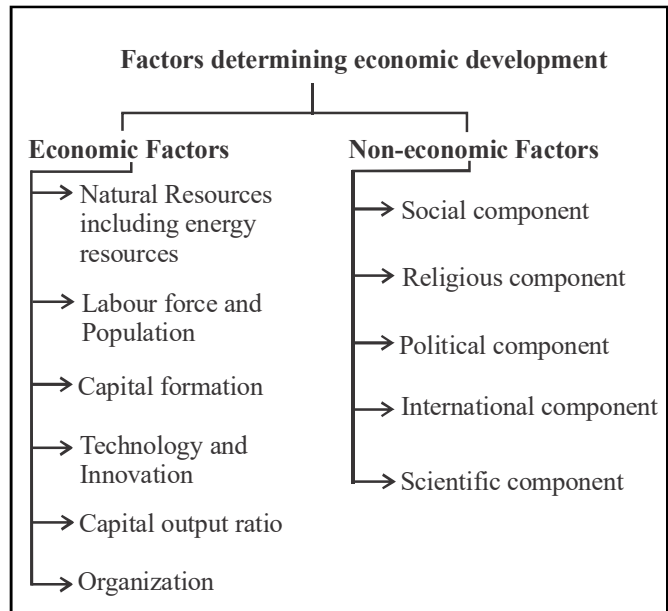 Factors determining economic development
Economic Factors
Natural Resources
including energy
resources
Labour force and
Population
Capital formation
Technology and
Innovation
Capital output ratio
Organization
Non-economic Factors
Social component
Religious component
Political component
International component
Scientific component